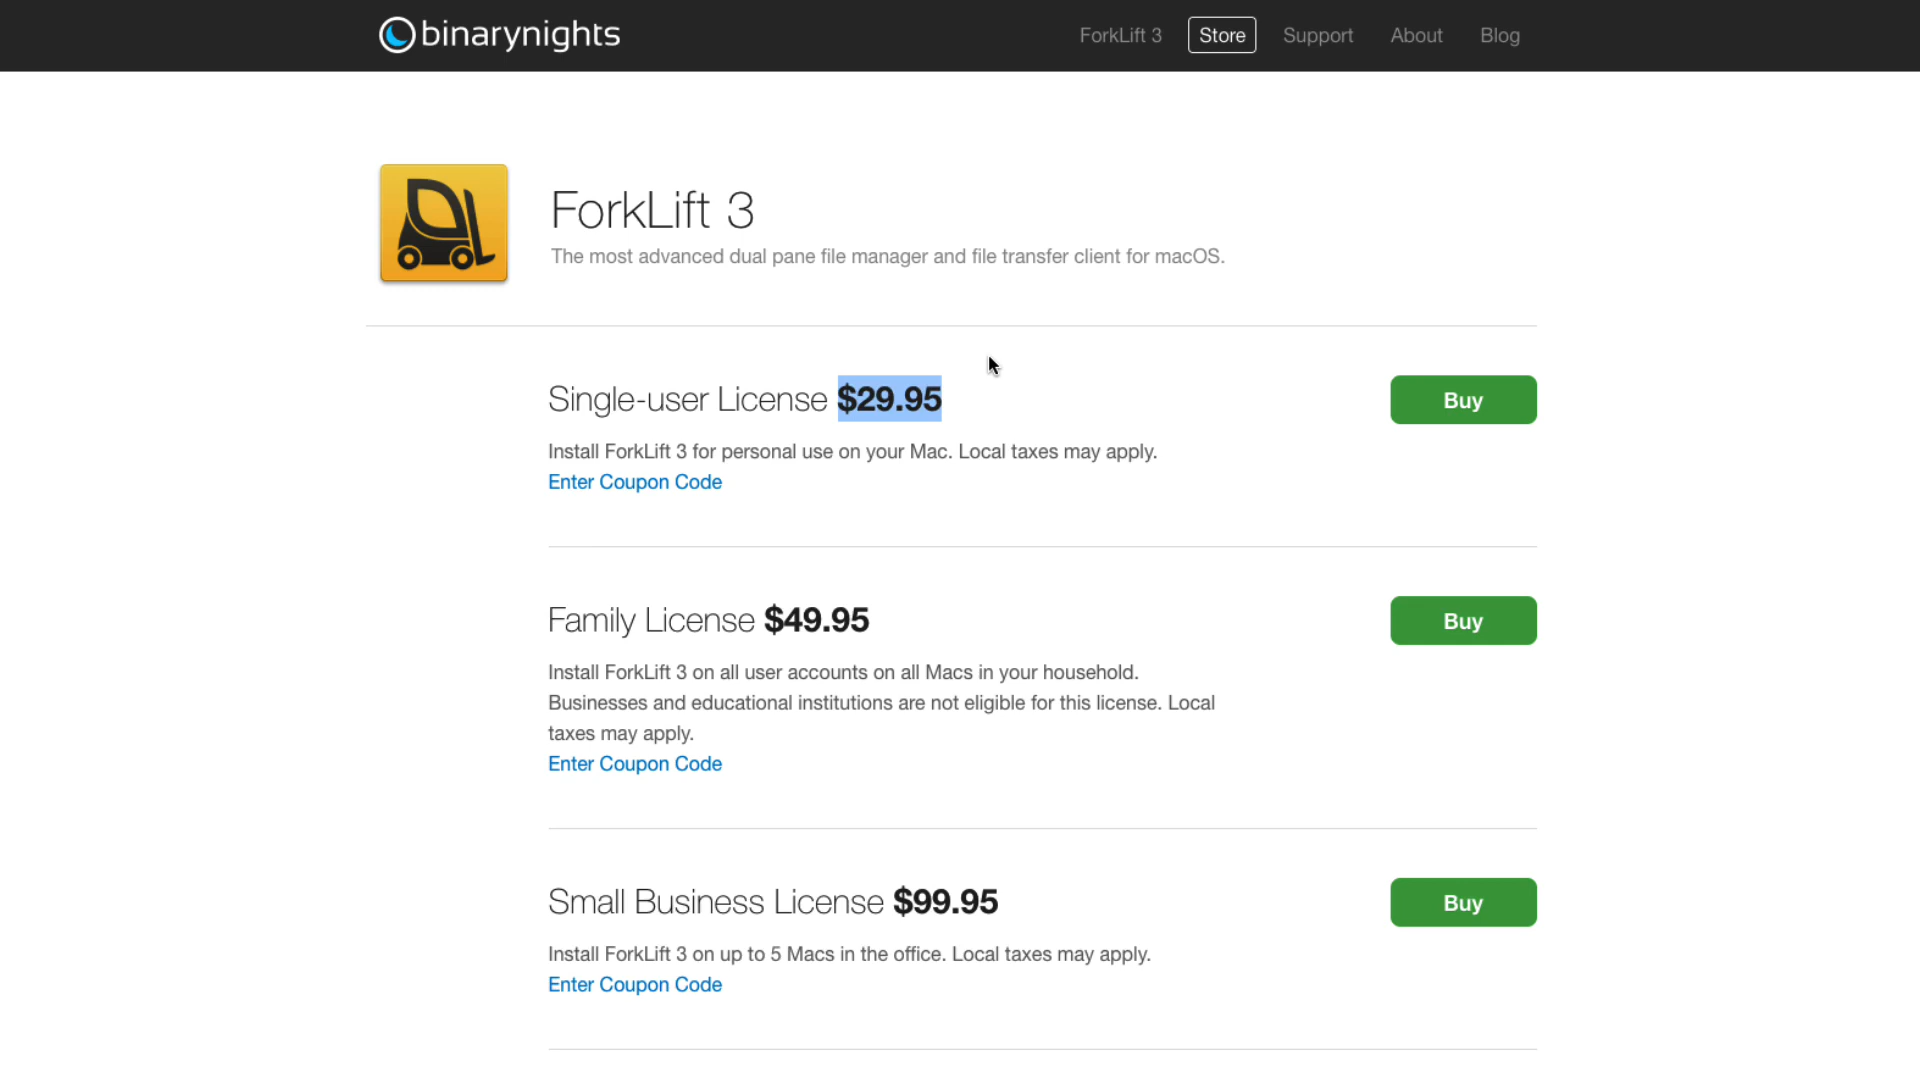 binarynights
ForkLift 3 Store Support About Blog
ForkLift 3
The most advanced dual pane file manager and file transfer client for macOS.
Single-user License $29.95
Buy
Install ForkLift 3 for personal use on your Mac. Local taxes may apply.
Enter Coupon Code
Family License $49.95
Buy
Install ForkLift 3 on all user accounts on all Macs in your household.
Businesses and educational institutions are not eligible for this license. Local
taxes may apply.
Enter Coupon Code
Small Business License $99.95
Buy
Install ForkLift 3 on up to 5 Macs in the office. Local taxes may apply.
Enter Coupon Code